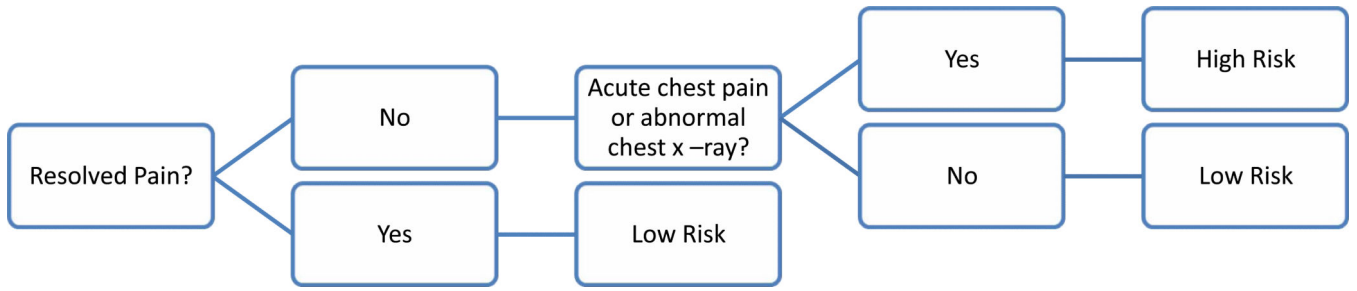 Resolved Pain?
No
Yes
Acute chest pain
or abnormal
chest x –ray?
Low Risk
Yes
No
High Risk
Low Risk